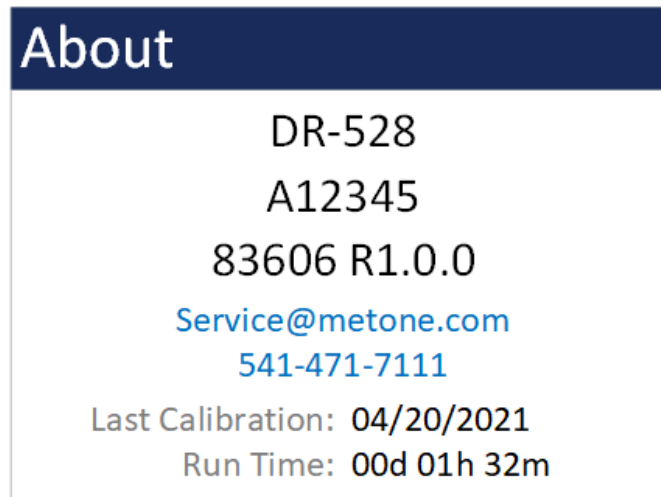 About
DR-528
A12345
83606 R1.0.0
Service@metone.com
541-471-7111
Last Calibration: 04/20/2021
Run Time: 00d 01h 32m